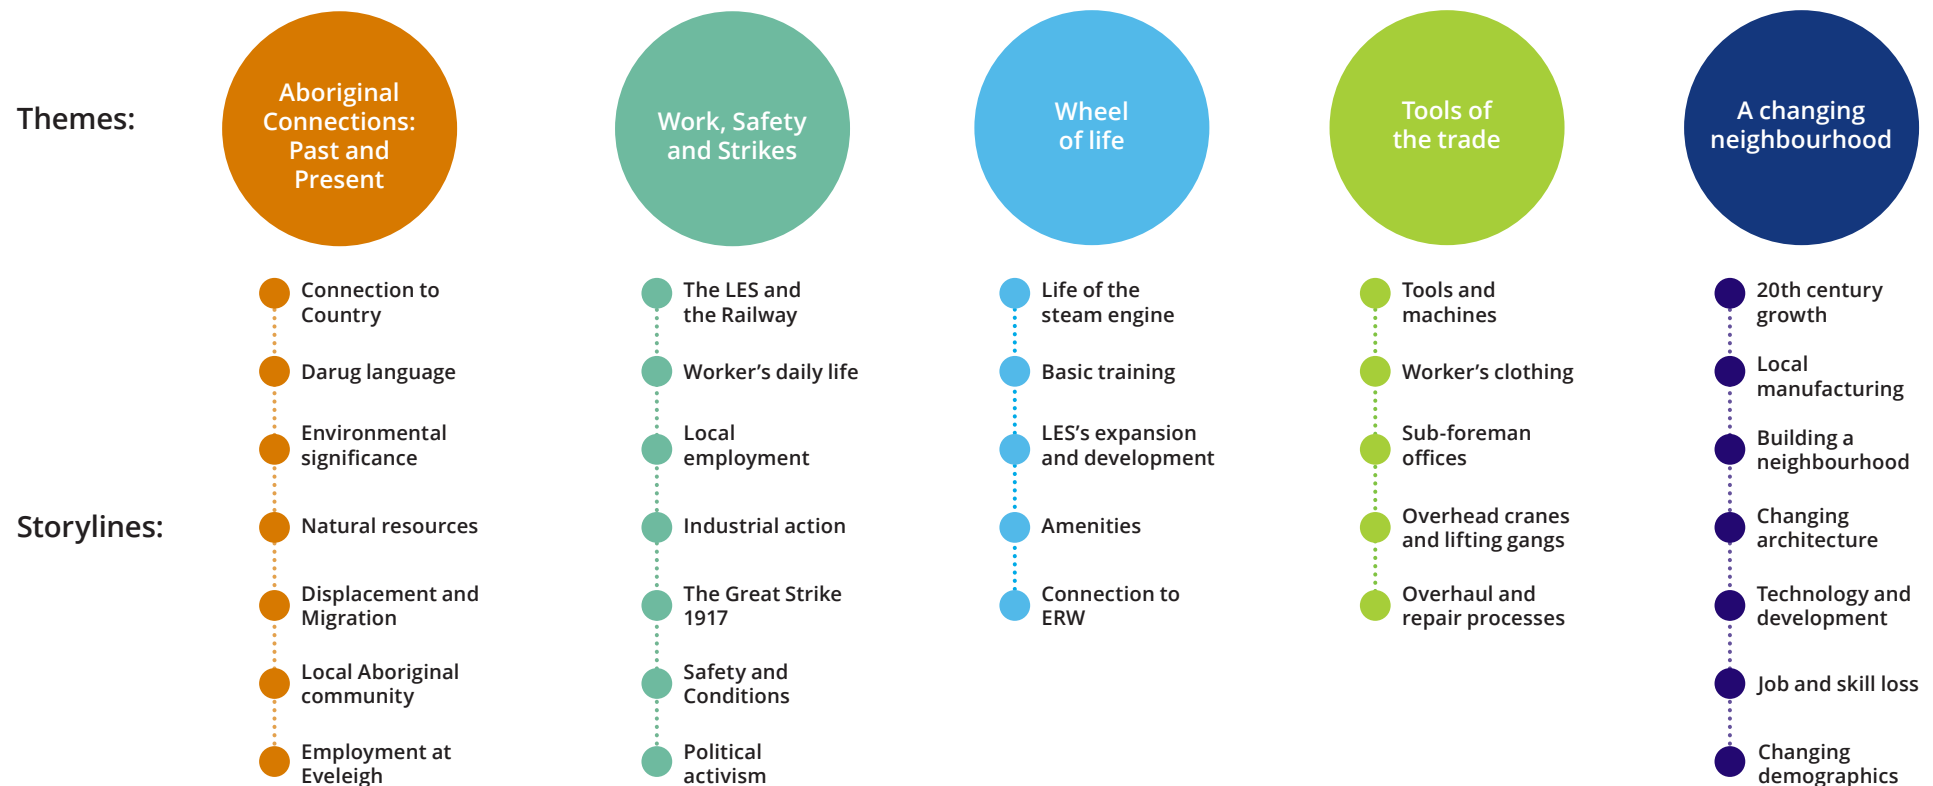 Themes:
Aboriginal
Connections:
Past and
Present
Work, Safety
and Strikes
Wheel
of life
Tools of
the trade
A changing
neighbourhood
Storylines:
Connection to
Country
Darug language
Environmental
significance
Natural resources
Displacement and
Migration
Local Aboriginal
community
Employment at
Eveleigh
The LES and
the Railway
Worker’s daily life
Local
employment
Industrial action
The Great Strike
1917
Safety and
Conditions
Political
activism
Life of the
steam engine
Basic training
LES’s expansion
and development
Amenities
Connection to
ERW
Tools and
machines
Worker’s clothing
Sub-foreman
offices
Overhead cranes
and lifting gangs
Overhaul and
repair processes
20th century
growth
Local
manufacturing
Building a
neighbourhood
Changing
architecture
Technology and
development
Job and skill loss
Changing
demographics